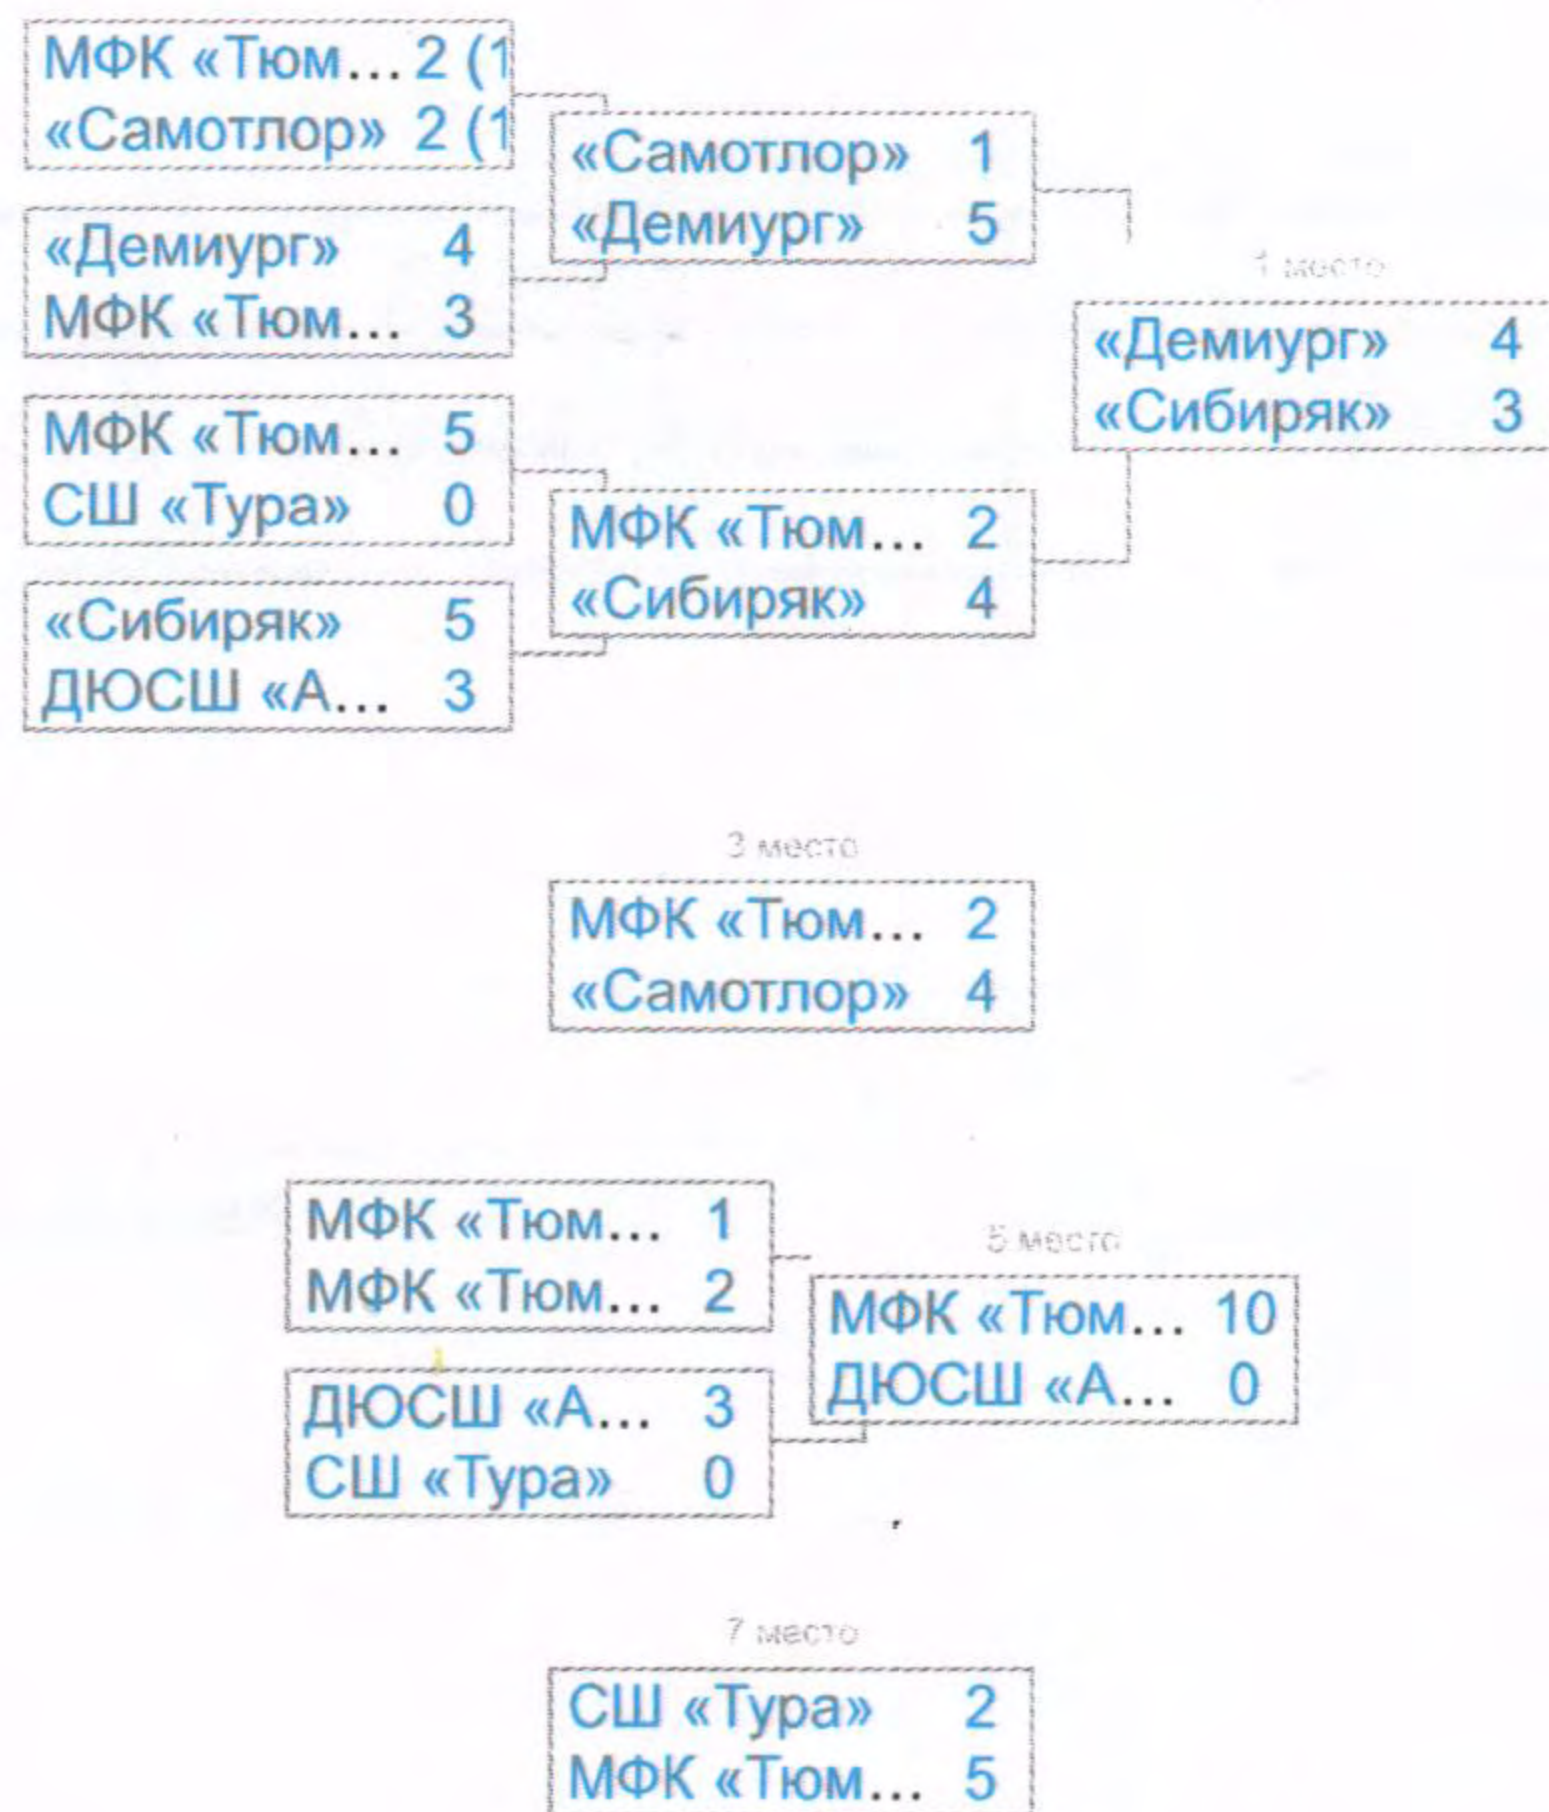 МФК «Тюм... 2 (1
«Самотлор» 2 (1
«Демиург» 4
МФК «Тюм... 3
МФК «Тюм... 5
СШ «Тура» 0
«Сибиряк» 5
ДЮСШ «А... 3
«Самотлор» 1
«Демиург» 5
МФК «Тюм... 2
«Сибиряк» 4
1 место
«Демиург» 4
«Сибиряк» 3
3 место
МФК «Тюм... 2
«Самотлор» 4
МФК «Тюм... 1
МФК «Тюм... 2
ДЮСШ «А... 3
СШ «Тура» 0
5 место
МФК «Тюм... 10
ДЮСШ «А... 0
7 место
СШ «Тура» 2
МФК «Тюм... 5